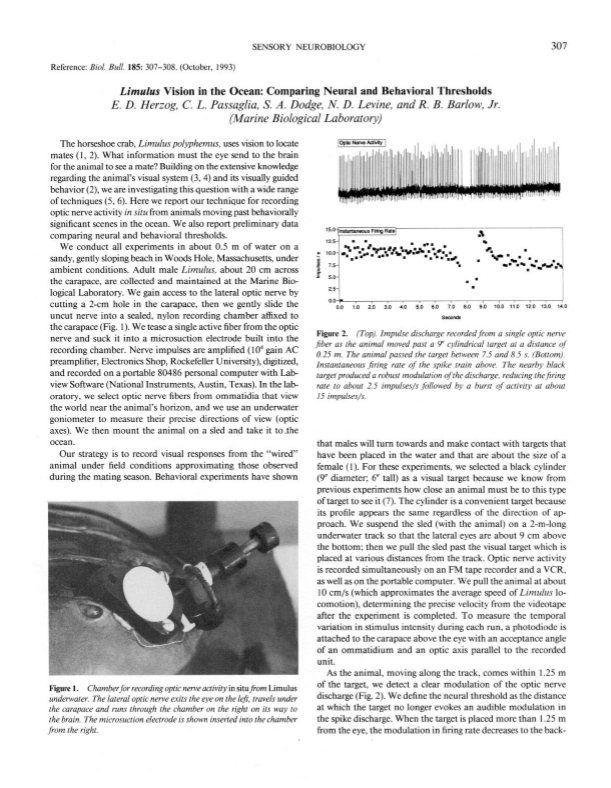 SENSORY NEUROBIOLOGY
307
Reference: Biol. Bull. 185: 307–308. (October, 1993)
Limulus Vision in the Ocean: Comparing Neural and Behavioral Thresholds
E. D. Herzog, C. L. Passaglia, S. A. Dodge, N. D. Levine, and R. B. Barlow, Jr.
(Marine Biological Laboratory)
The horseshoe crab, Limulus polyphemus, uses vision to locate
mates (1, 2). What information must the eye send to the brain
for the animal to see a mate? Building on the extensive knowledge
regarding the animal's visual system (3, 4) and its visually guided
behavior (2), we are investigating this question with a wide range
of techniques (5, 6). Here we report our technique for recording
optic nerve activity in situ from animals moving past behaviorally
significant scenes in the ocean. We also report preliminary data
comparing neural and behavioral thresholds.
We conduct all experiments in about 0.5 m of water on a
sandy, gently sloping beach in Woods Hole, Massachusetts, under
ambient conditions. Adult male Limulus, about 20 cm across
the carapace, are collected and maintained at the Marine Bio-
logical Laboratory. We gain access to the lateral optic nerve by
cutting a 2-cm hole in the carapace, then we gently slide the
uncut nerve into a sealed, nylon recording chamber affixed to
the carapace (Fig. 1). We tease a single active fiber from the optic
nerve and suck it into a microsuction electrode built into the
recording chamber. Nerve impulses are amplified (10⁴ gain AC
preamplifier, Electronics Shop, Rockefeller University), digitized,
and recorded on a portable 80486 personal computer with Lab-
view Software (National Instruments, Austin, Texas). In the lab-
oratory, we select optic nerve fibers from ommatidia that view
the world near the animal's horizon, and we use an underwater
goniometer to measure their precise directions of view (optic
axes). We then mount the animal on a sled and take it to the
ocean.
Our strategy is to record visual responses from the "wired"
animal under field conditions approximating those observed
during the mating season. Behavioral experiments have shown
Figure 1. Chamber for recording optic nerve activity in situ from Limulus
underwater. The lateral optic nerve exits the eye on the left, travels under
the carapace and runs through the chamber on the right on its way to
the brain. The microsuction electrode is shown inserted into the chamber
from the right.
Optic Nerve Activity
Instantaneous Firing Rate
15.0
12.5
10.0
7.5
5.0
2.5
0.0
Impulses / s
0.0 1.0 2.0 3.0 4.0 5.0 6.0 7.0 8.0 9.0 10.0 11.0 12.0 13.0 14.0
Seconds
Figure 2. (Top). Impulse discharge recorded from a single optic nerve
fiber as the animal moved past a 9" cylindrical target at a distance of
0.25 m. The animal passed the target between 7.5 and 8.5 s. (Bottom).
Instantaneous firing rate of the spike train above. The nearby black
target produced a robust modulation of the discharge, reducing the firing
rate to about 2.5 impulses/s followed by a burst of activity at about
15 impulses/s.
that males will turn towards and make contact with targets that
have been placed in the water and that are about the size of a
female (1). For these experiments, we selected a black cylinder
(9" diameter; 6" tall) as a visual target because we know from
previous experiments how close an animal must be to this type
of target to see it (7). The cylinder is a convenient target because
its profile appears the same regardless of the direction of ap-
proach. We suspend the sled (with the animal) on a 2-m-long
underwater track so that the lateral eyes are about 9 cm above
the bottom; then we pull the sled past the visual target which is
placed at various distances from the track. Optic nerve activity
is recorded simultaneously on an FM tape recorder and a VCR,
as well as on the portable computer. We pull the animal at about
10 cm/s (which approximates the average speed of Limulus lo-
comotion), determining the precise velocity from the videotape
after the experiment is completed. To measure the temporal
variation in stimulus intensity during each run, a photodiode is
attached to the carapace above the eye with an acceptance angle
of an ommatidium and an optic axis parallel to the recorded
unit.
As the animal, moving along the track, comes within 1.25 m
of the target, we detect a clear modulation of the optic nerve
discharge (Fig. 2). We define the neural threshold as the distance
at which the target no longer evokes an audible modulation in
the spike discharge. When the target is placed more than 1.25 m
from the eye, the modulation in firing rate decreases to the back-